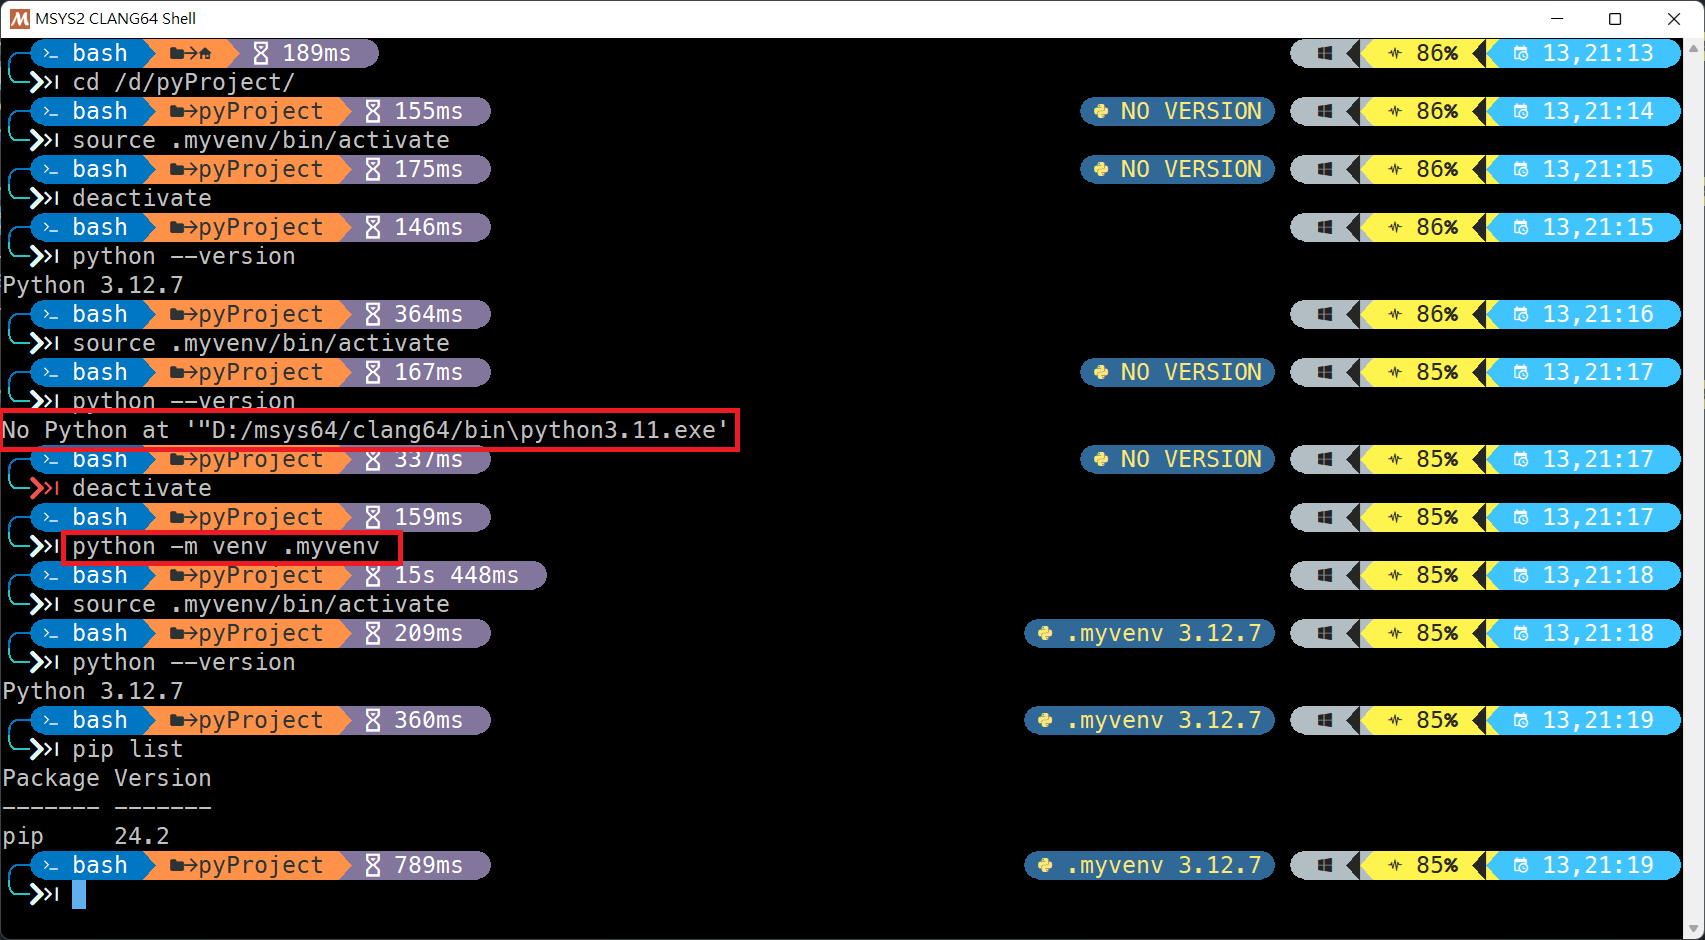 MSYS2 CLANG64 Shell
bash pyProject 189ms 86% 13,21:13
cd /d/pyProject/
bash pyProject 155ms NO VERSION 86% 13,21:14
source .myvenv/bin/activate
bash pyProject 175ms NO VERSION 86% 13,21:15
deactivate
bash pyProject 146ms 86% 13,21:15
python --version
Python 3.12.7
bash pyProject 364ms 86% 13,21:16
source .myvenv/bin/activate
bash pyProject 167ms NO VERSION 85% 13,21:17
python --version
No Python at '"D:/msys64/clang64/bin\python3.11.exe'
bash pyProject 337ms NO VERSION 85% 13,21:17
deactivate
bash pyProject 159ms 85% 13,21:17
python -m venv .myvenv
bash pyProject 15s 448ms 85% 13,21:18
source .myvenv/bin/activate
bash pyProject 209ms .myvenv 3.12.7 85% 13,21:18
python --version
Python 3.12.7
bash pyProject 360ms .myvenv 3.12.7 85% 13,21:19
pip list
Package Version
------- -------
pip 24.2
bash pyProject 789ms .myvenv 3.12.7 85% 13,21:19